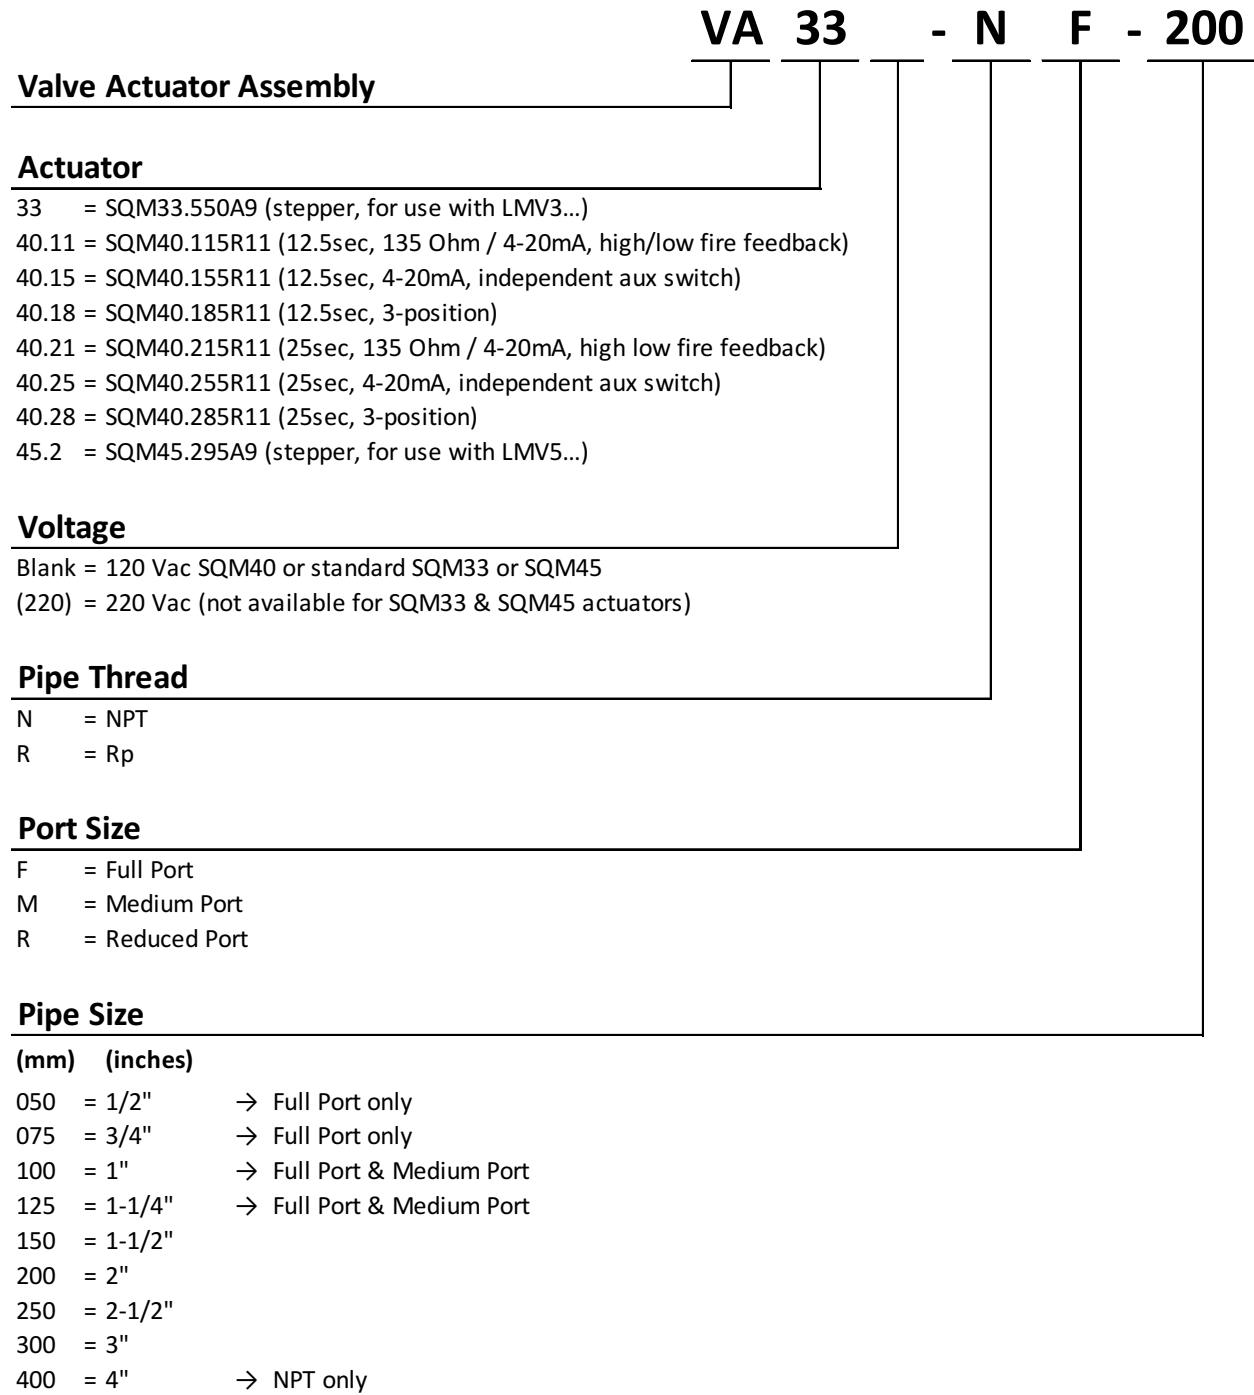 VA 33 - N F - 200
Valve Actuator Assembly
Actuator
33 = SQM33.550A9 (stepper, for use with LMV3...)
40.11 = SQM40.115R11 (12.5sec, 135 Ohm / 4-20mA, high/low fire feedback)
40.15 = SQM40.155R11 (12.5sec, 4-20mA, independent aux switch)
40.18 = SQM40.185R11 (12.5sec, 3-position)
40.21 = SQM40.215R11 (25sec, 135 Ohm / 4-20mA, high low fire feedback)
40.25 = SQM40.255R11 (25sec, 4-20mA, independent aux switch)
40.28 = SQM40.285R11 (25sec, 3-position)
45.2 = SQM45.295A9 (stepper, for use with LMV5...)
Voltage
Blank = 120 Vac SQM40 or standard SQM33 or SQM45
(220) = 220 Vac (not available for SQM33 & SQM45 actuators)
Pipe Thread
N = NPT
R = Rp
Port Size
F = Full Port
M = Medium Port
R = Reduced Port
Pipe Size
(mm) (inches)
050 = 1/2" → Full Port only
075 = 3/4" → Full Port only
100 = 1" → Full Port & Medium Port
125 = 1-1/4" → Full Port & Medium Port
150 = 1-1/2"
200 = 2"
250 = 2-1/2"
300 = 3"
400 = 4" → NPT only